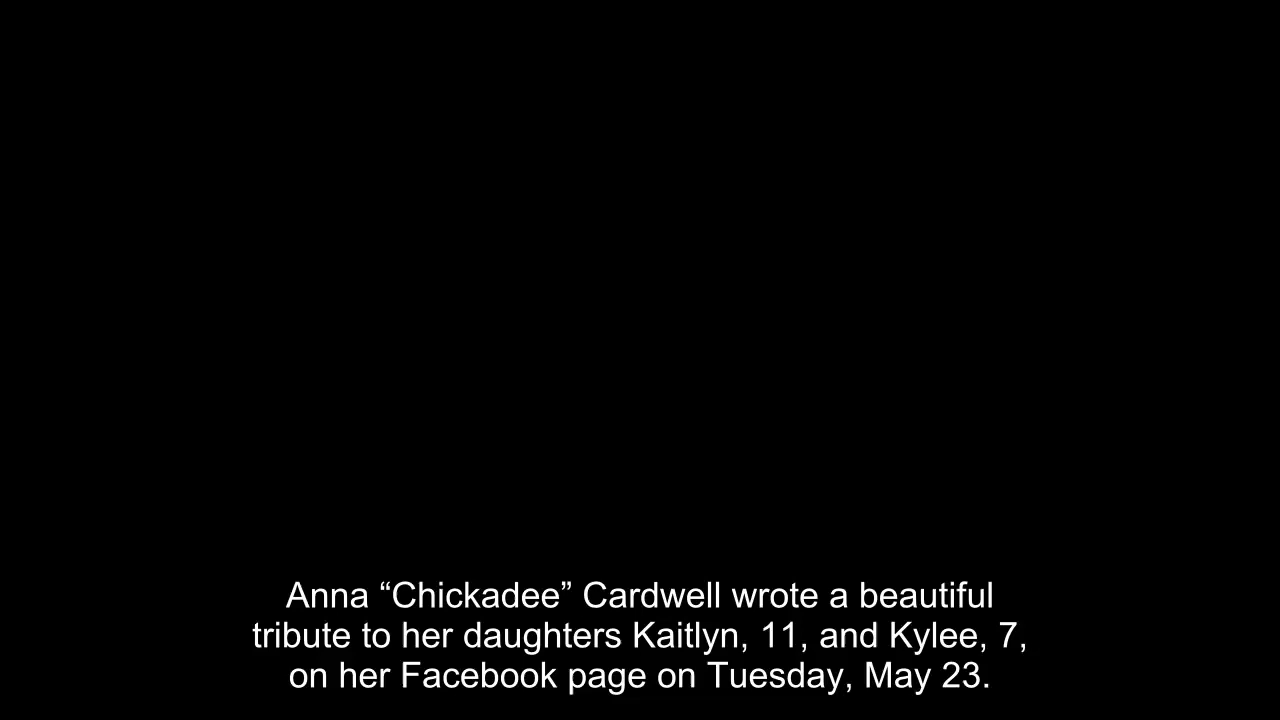 Anna “Chickadee” Cardwell wrote a beautiful
tribute to her daughters Kaitlyn, 11, and Kylee, 7,
on her Facebook page on Tuesday, May 23.